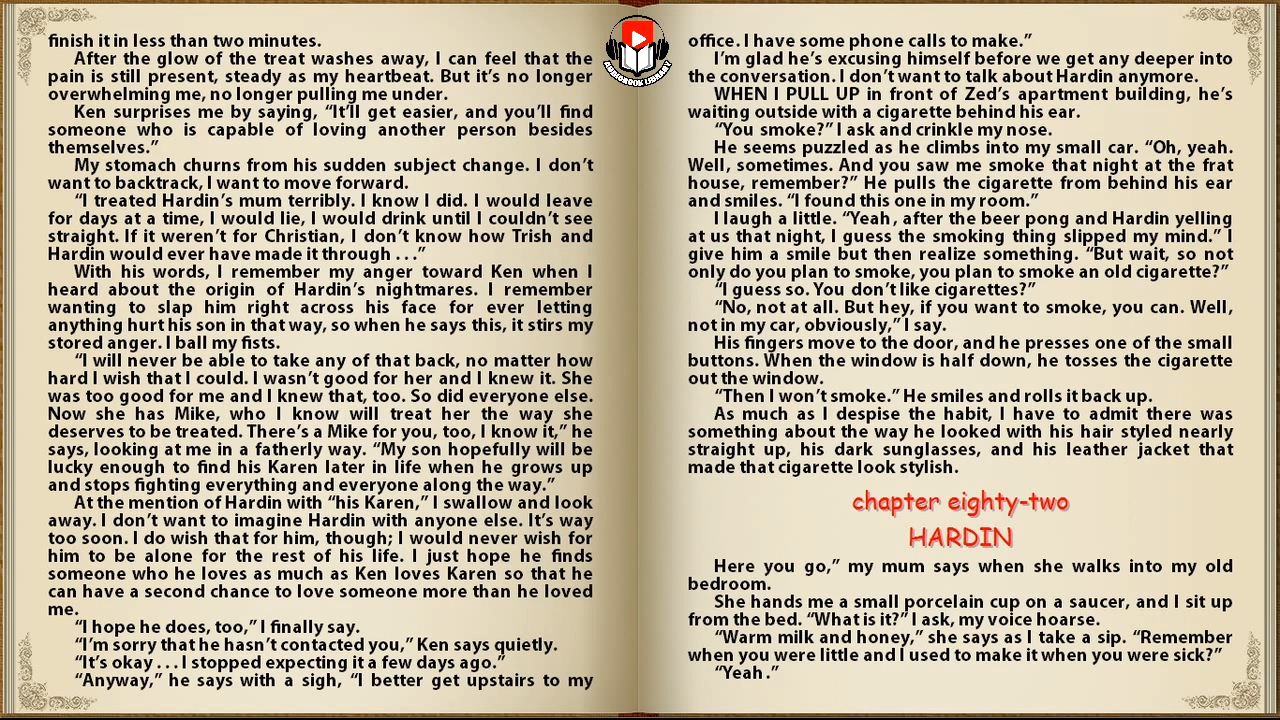 finish it in less than two minutes.
After the glow of the treat washes away, I can feel that the
pain is still present, steady as my heartbeat. But it’s no longer
overwhelming me, no longer pulling me under.
Ken surprises me by saying, “It’ll get easier, and you’ll find
someone who is capable of loving another person besides
themselves.”
My stomach churns from his sudden subject change. I don’t
want to backtrack, I want to move forward.
“I treated Hardin’s mum terribly. I know I did. I would leave
for days at a time, I would lie, I would drink until I couldn’t see
straight. If it weren’t for Christian, I don’t know how Trish and
Hardin would ever have made it through . . .”
With his words, I remember my anger toward Ken when I
heard about the origin of Hardin’s nightmares. I remember
wanting to slap him right across his face for ever letting
anything hurt his son in that way, so when he says this, it stirs my
stored anger. I ball my fists.
“I will never be able to take any of that back, no matter how
hard I wish that I could. I wasn’t good for her and I knew it. She
was too good for me and I knew that, too. So did everyone else.
Now she has Mike, who I know will treat her the way she
deserves to be treated. There’s a Mike for you, too, I know it,” he
says, looking at me in a fatherly way. “My son hopefully will be
lucky enough to find his Karen later in life when he grows up
and stops fighting everything and everyone along the way.”
At the mention of Hardin with “his Karen,” I swallow and look
away. I don’t want to imagine Hardin with anyone else. It’s way
too soon. I do wish that for him, though; I would never wish for
him to be alone for the rest of his life. I just hope he finds
someone who he loves as much as Ken loves Karen so that he
can have a second chance to love someone more than he loved
me.
“I hope he does, too,” I finally say.
“I’m sorry that he hasn’t contacted you,” Ken says quietly.
“It’s okay . . . I stopped expecting it a few days ago.”
“Anyway,” he says with a sigh, “I better get upstairs to my
AUDIOBOOK LIBRARY
office. I have some phone calls to make.”
I’m glad he’s excusing himself before we get any deeper into
the conversation. I don’t want to talk about Hardin anymore.
WHEN I PULL UP in front of Zed’s apartment building, he’s
waiting outside with a cigarette behind his ear.
“You smoke?” I ask and crinkle my nose.
He seems puzzled as he climbs into my small car. “Oh, yeah.
Well, sometimes. And you saw me smoke that night at the frat
house, remember?” He pulls the cigarette from behind his ear
and smiles. “I found this one in my room.”
I laugh a little. “Yeah, after the beer pong and Hardin yelling
at us that night, I guess the smoking thing slipped my mind.” I
give him a smile but then realize something. “But wait, so not
only do you plan to smoke, you plan to smoke an old cigarette?”
“I guess so. You don’t like cigarettes?”
“No, not at all. But hey, if you want to smoke, you can. Well,
not in my car, obviously,” I say.
His fingers move to the door, and he presses one of the small
buttons. When the window is half down, he tosses the cigarette
out the window.
“Then I won’t smoke.” He smiles and rolls it back up.
As much as I despise the habit, I have to admit there was
something about the way he looked with his hair styled nearly
straight up, his dark sunglasses, and his leather jacket that
made that cigarette look stylish.
chapter eighty-two
HARDIN
Here you go,” my mum says when she walks into my old
bedroom.
She hands me a small porcelain cup on a saucer, and I sit up
from the bed. “What is it?” I ask, my voice hoarse.
“Warm milk and honey,” she says as I take a sip. “Remember
when you were little and I used to make it when you were sick?”
“Yeah .”